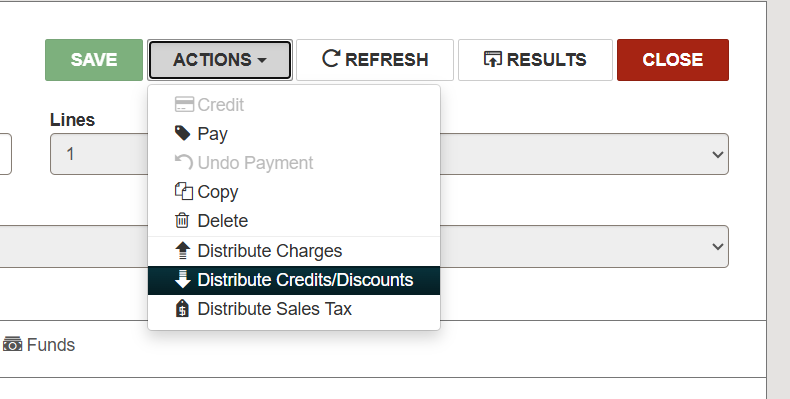 SAVE ACTIONS REFRESH RESULTS CLOSE
Credit
Lines
Pay
1
Undo Payment
Copy
Delete
Distribute Charges
Distribute Credits/Discounts
Distribute Sales Tax
Funds